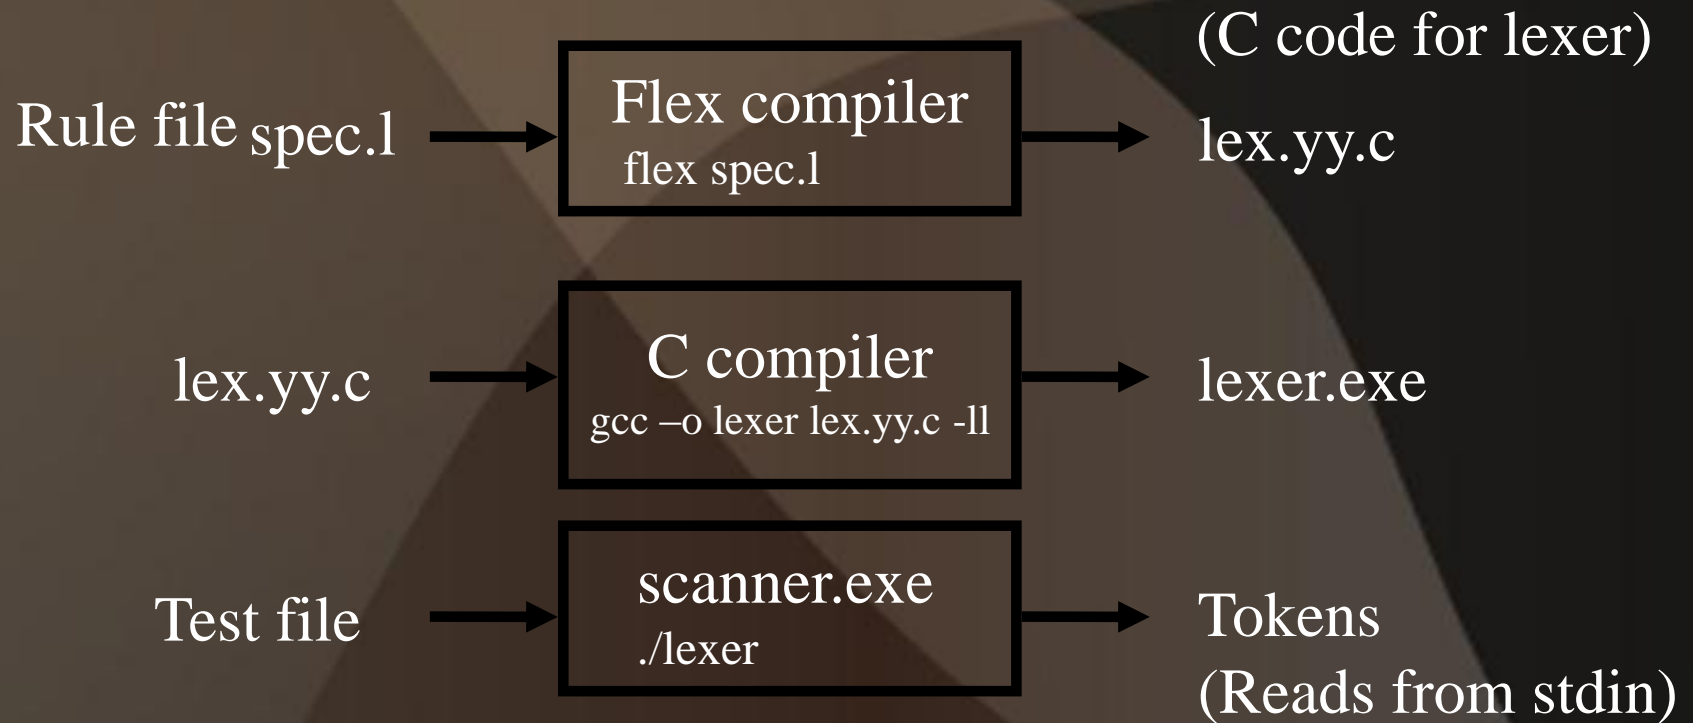 (C code for lexer)
Rule file spec.l
Flex compiler
flex spec.l
lex.yy.c
lex.yy.c
C compiler
gcc –o lexer lex.yy.c -ll
lexer.exe
Test file
scanner.exe
./lexer
Tokens
(Reads from stdin)